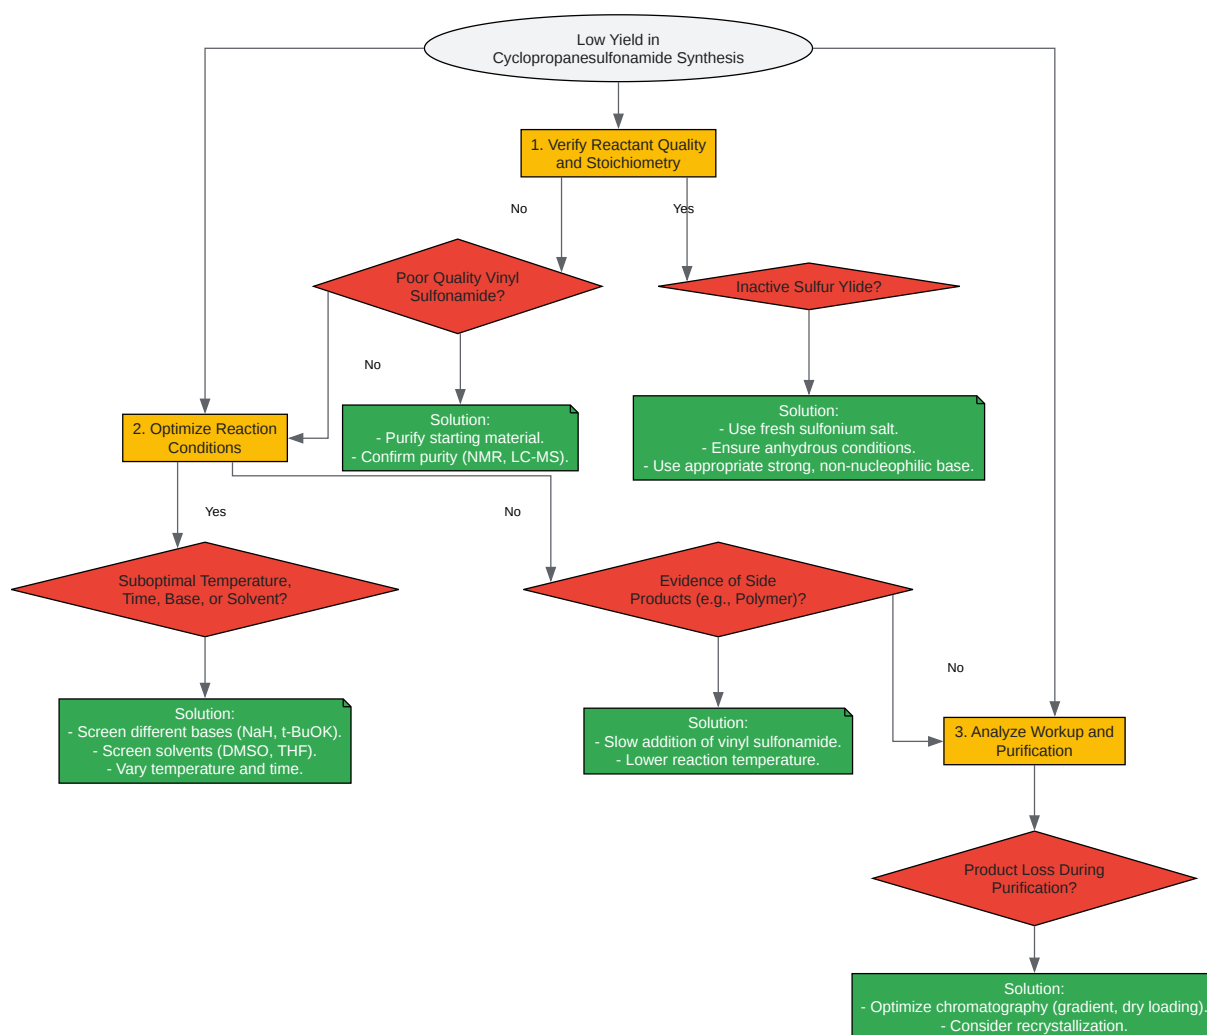 Low Yield in
Cyclopropanesulfonamide Synthesis
1. Verify Reactant Quality
and Stoichiometry
No
Yes
Poor Quality Vinyl
Sulfonamide?
Inactive Sulfur Ylide?
No
Solution:
- Purify starting material.
- Confirm purity (NMR, LC-MS).
Solution:
- Use fresh sulfonium salt.
- Ensure anhydrous conditions.
- Use appropriate strong, non-nucleophilic base.
2. Optimize Reaction
Conditions
Yes
No
Suboptimal Temperature,
Time, Base, or Solvent?
Evidence of Side
Products (e.g., Polymer)?
No
Solution:
- Screen different bases (NaH, t-BuOK).
- Screen solvents (DMSO, THF).
- Vary temperature and time.
Solution:
- Slow addition of vinyl sulfonamide.
- Lower reaction temperature.
3. Analyze Workup and
Purification
Product Loss During
Purification?
Solution:
- Optimize chromatography (gradient, dry loading).
- Consider recrystallization.